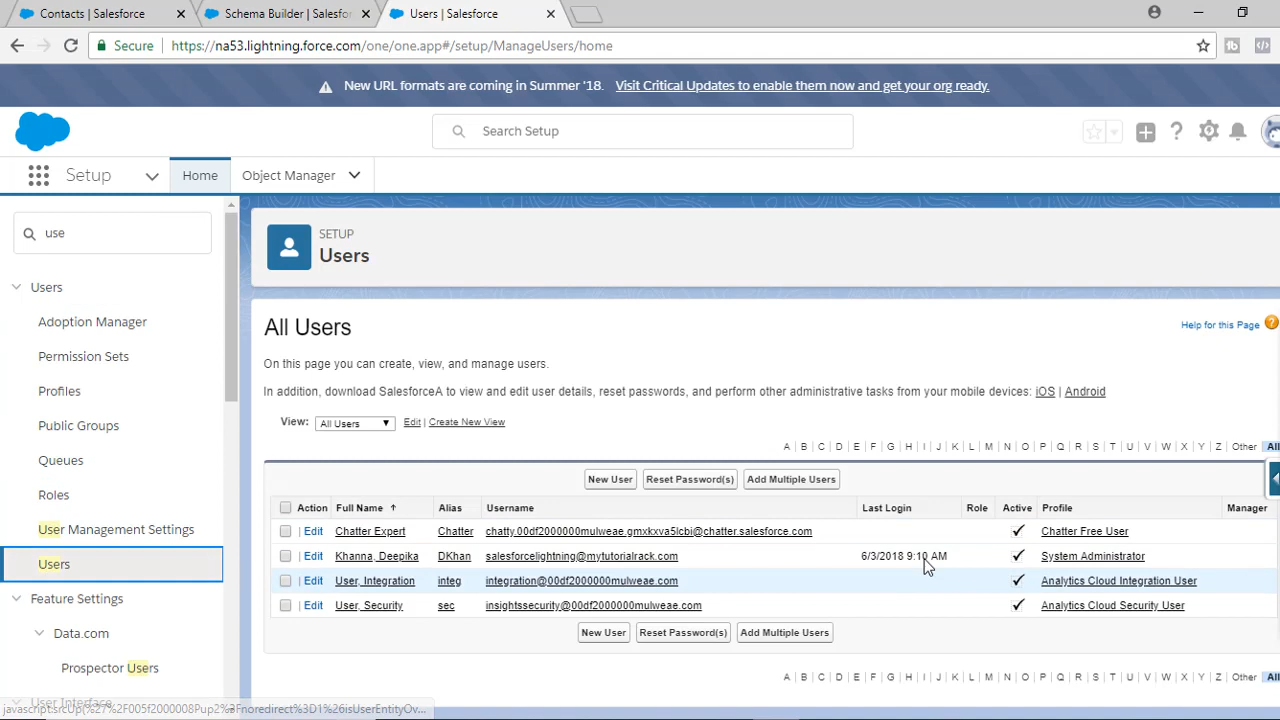 Contacts | Salesforce
Schema Builder | Salesfo
Users | Salesforce
Secure https://na53.lightning.force.com/one/one.app#/setup/ManageUsers/home
New URL formats are coming in Summer '18. Visit Critical Updates to enable them now and get your org ready.
Search Setup
Setup Home Object Manager
use
Users
Adoption Manager
Permission Sets
Profiles
Public Groups
Queues
Roles
User Management Settings
Users
Feature Settings
Data.com
Prospector Users
User Interface
SETUP
Users
All Users
Help for this Page
On this page you can create, view, and manage users.
In addition, download SalesforceA to view and edit user details, reset passwords, and perform other administrative tasks from your mobile devices: iOS | Android
View: All Users Edit | Create New View
A | B | C | D | E | F | G | H | I | J | K | L | M | N | O | P | Q | R | S | T | U | V | W | X | Y | Z | Other | All
New User Reset Password(s) Add Multiple Users
Action Full Name Alias Username Last Login Role Active Profile Manager
Edit Chatter Expert Chatter chatty.00df2000000mulweae.gmxkxva5lcbi@chatter.salesforce.com Chatter Free User
Edit Khanna, Deepika DKhan salesforcelightning@mytutorialrack.com 6/3/2018 9:10 AM System Administrator
Edit User, Integration integ integration@00df2000000mulweae.com Analytics Cloud Integration User
Edit User, Security sec insightssecurity@00df2000000mulweae.com Analytics Cloud Security User
New User Reset Password(s) Add Multiple Users
A | B | C | D | E | F | G | H | I | J | K | L | M | N | O | P | Q | R | S | T | U | V | W | X | Y | Z | Other | All
javascript:srcUp(%27%2F005f2000008Pup2%3Fnoredirect%3D1%26isUserEntityOv...